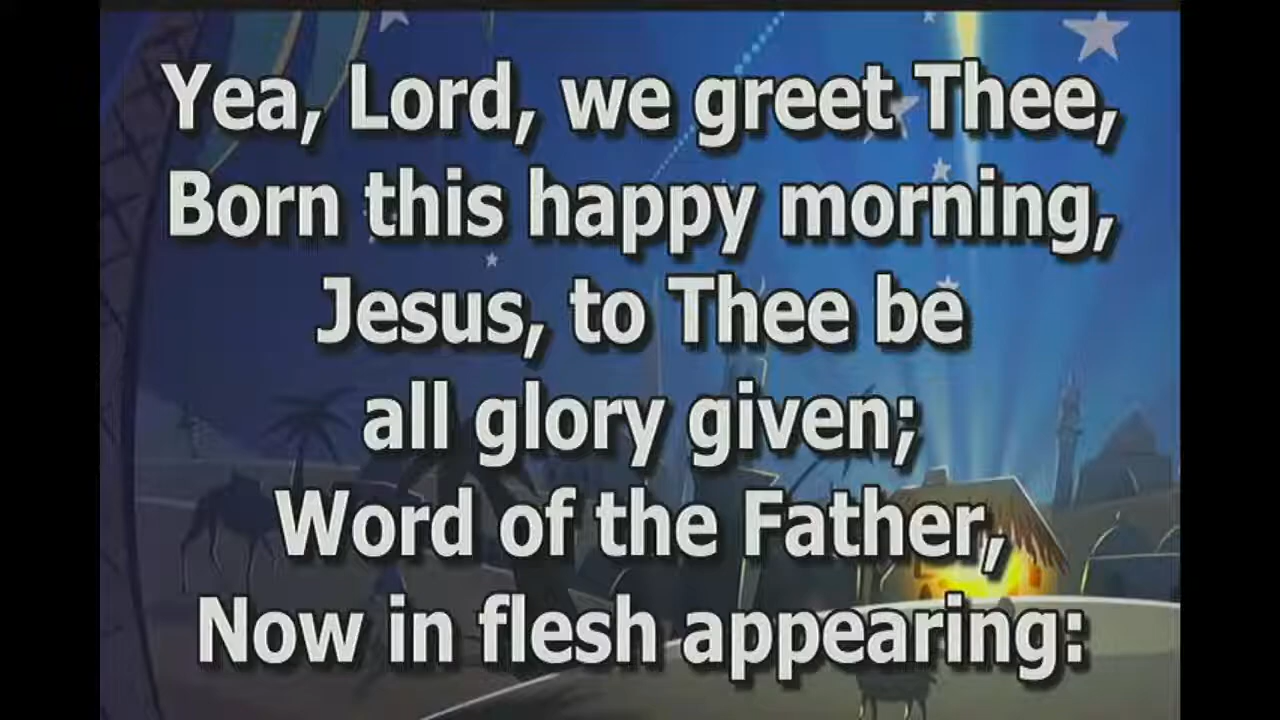 Yea, Lord, we greet Thee,
Born this happy morning,
Jesus, to Thee be
all glory given;
Word of the Father,
Now in flesh appearing: